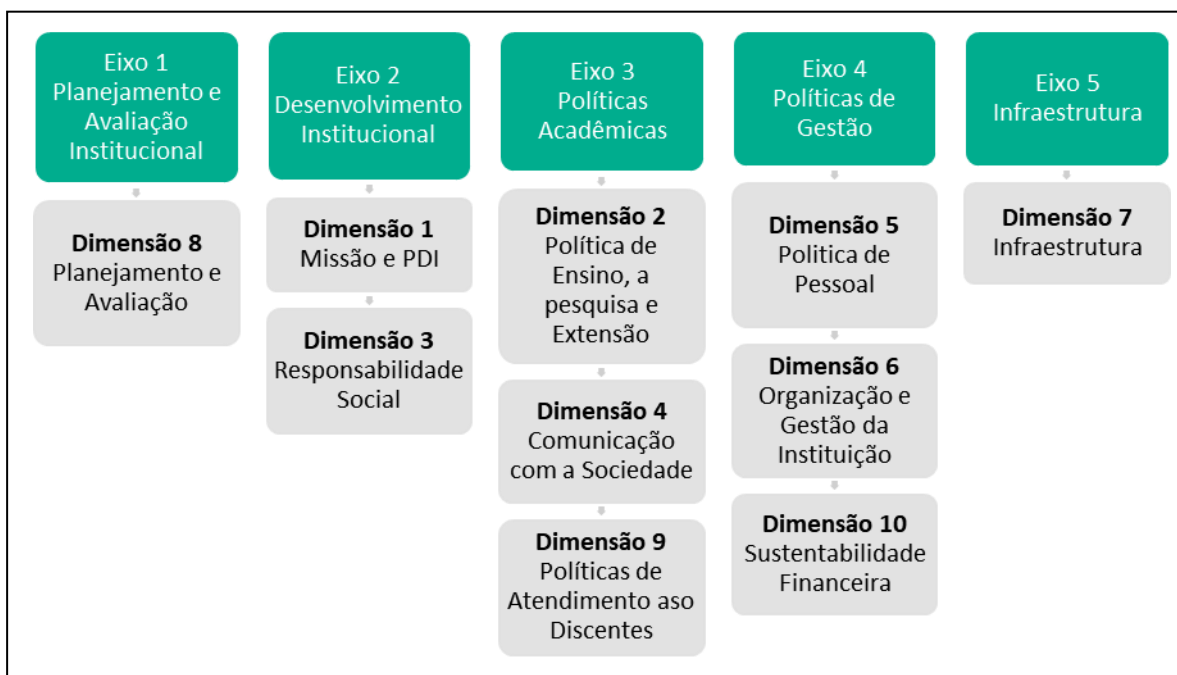 Eixo 1
Planejamento e
Avaliação
Institucional
Dimensão 8
Planejamento e
Avaliação
Eixo 2
Desenvolvimento
Institucional
Dimensão 1
Missão e PDI
Dimensão 3
Responsabilidade
Social
Eixo 3
Políticas
Acadêmicas
Dimensão 2
Política de
Ensino, a
pesquisa e
Extensão
Dimensão 4
Comunicação
com a Sociedade
Dimensão 9
Políticas de
Atendimento aso
Discentes
Eixo 4
Políticas de
Gestão
Dimensão 5
Politica de
Pessoal
Dimensão 6
Organização e
Gestão da
Instituição
Dimensão 10
Sustentabilidade
Financeira
Eixo 5
Infraestrutura
Dimensão 7
Infraestrutura